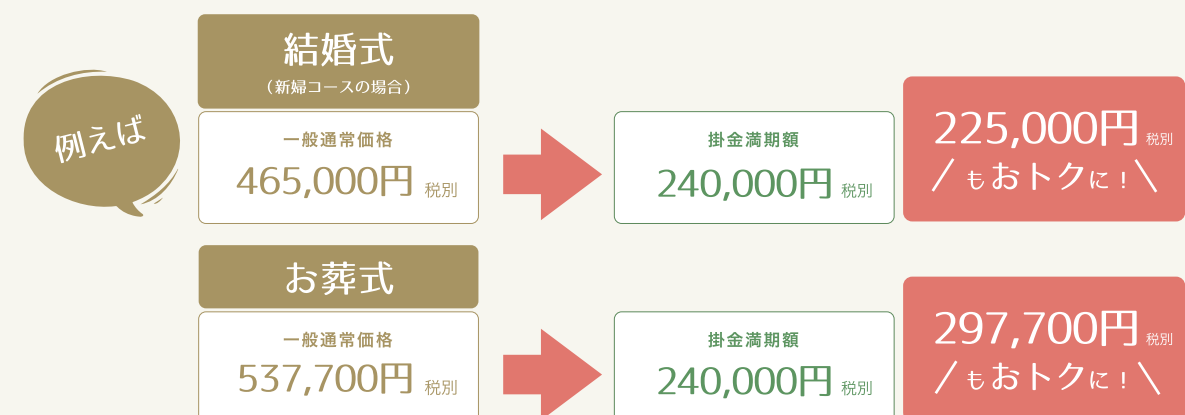 例えば
結婚式
（新婦コースの場合）
一般通常価格
465,000円 税別
掛金満期額
240,000円 税別
225,000円 税別
もおトクに！
お葬式
一般通常価格
537,700円 税別
掛金満期額
240,000円 税別
297,700円 税別
もおトクに！